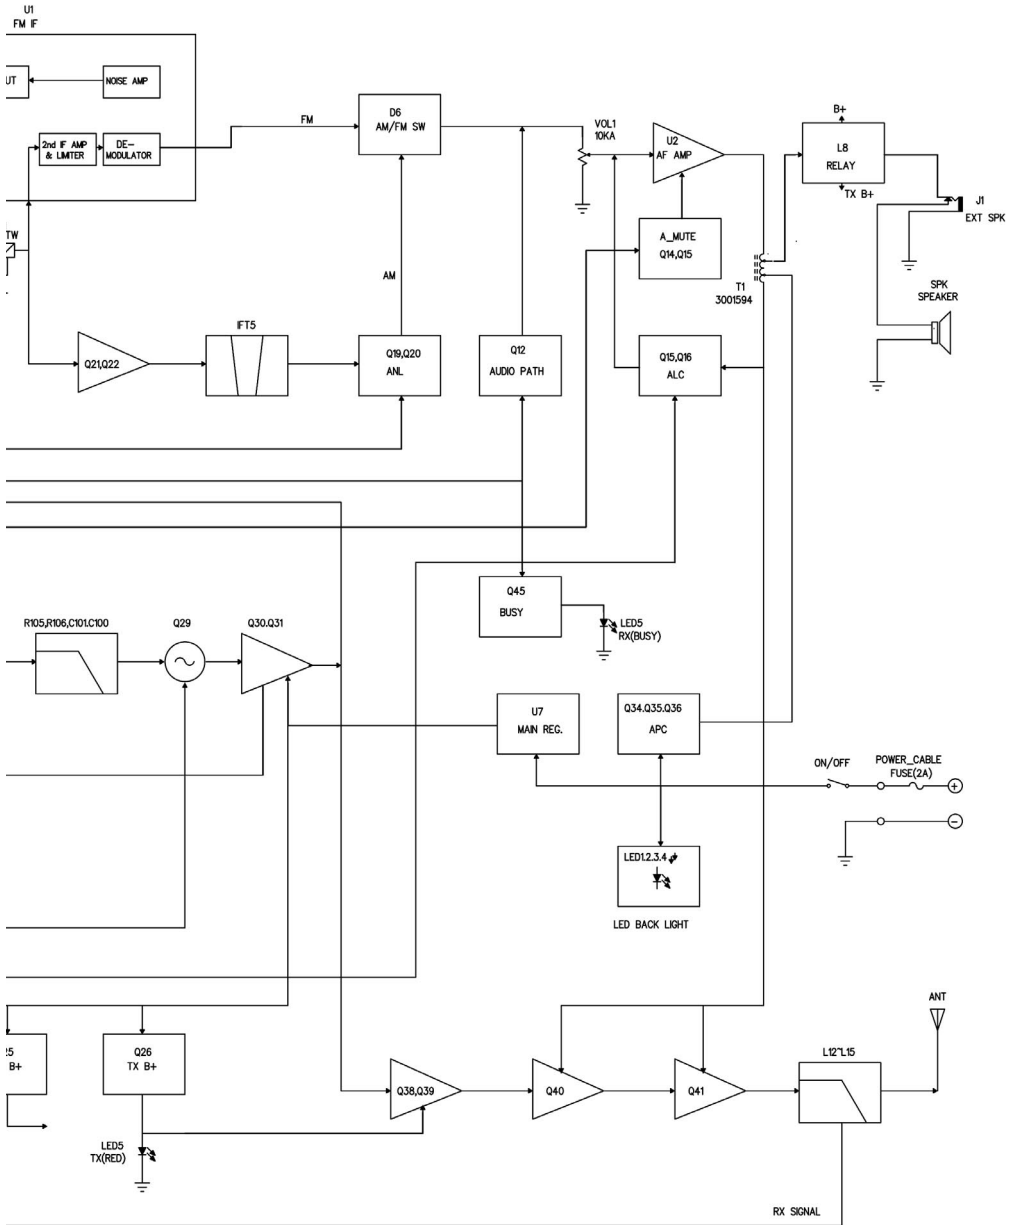 U1
FM IF
UT
NOISE AMP
2nd IF AMP
& LIMITER
DE-
MODULATOR
FM
D6
AM/FM SW
VOL1
10KA
U2
AF AMP
B+
L8
RELAY
TX B+
J1
EXT SPK
TW
A_MUTE
Q14,Q15
AM
T1
3001594
SPK
SPEAKER
IFT5
Q21,Q22
Q19,Q20
ANL
Q12
AUDIO PATH
Q15,Q16
ALC
Q45
BUSY
LED5
RX(BUSY)
R105,R106,C101.C100
Q29
Q30.Q31
U7
MAIN REG.
Q34.Q35.Q36
APC
ON/OFF
POWER_CABLE
FUSE(2A)
+
−
LED1.2.3.4
LED BACK LIGHT
ANT
25
B+
Q26
TX B+
L12~L15
Q38,Q39
Q40
Q41
LED5
TX(RED)
RX SIGNAL